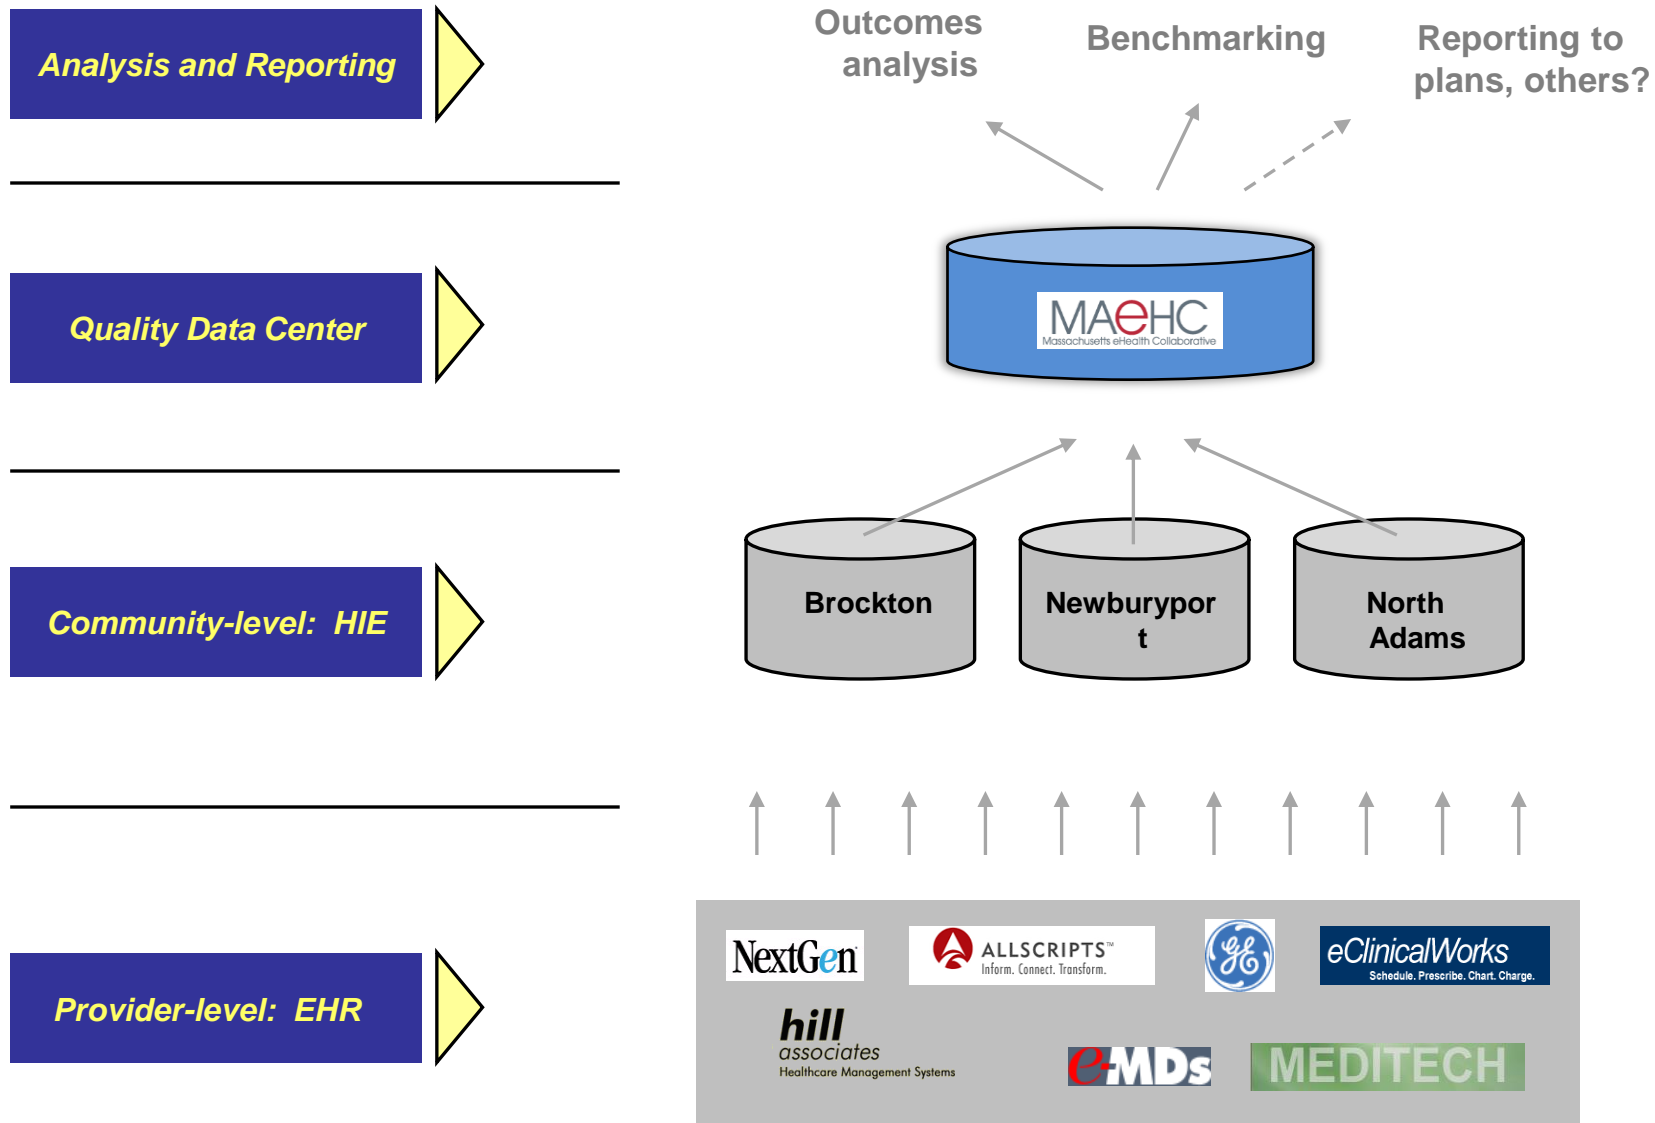 Analysis and Reporting
Outcomes
analysis
Benchmarking
Reporting to
plans, others?
Quality Data Center
MAeHC
Massachusetts eHealth Collaborative
Community-level: HIE
Brockton
Newburypor
t
North
Adams
Provider-level: EHR
NextGen
ALLSCRIPTS™
Inform. Connect. Transform.
GE
eClinicalWorks
Schedule. Prescribe. Chart. Charge.
hill
associates
Healthcare Management Systems
e-MDs
MEDITECH